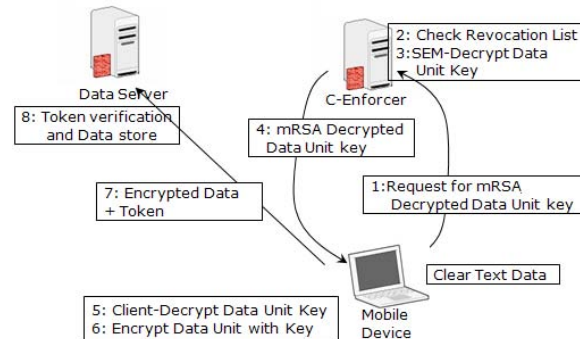 2: Check Revocation List
3:SEM-Decrypt Data
Unit Key
Data Server
C-Enforcer
8: Token verification
and Data store
4: mRSA Decrypted
Data Unit key
7: Encrypted Data
+ Token
1:Request for mRSA
Decrypted Data Unit key
Clear Text Data
5: Client-Decrypt Data Unit Key
6: Encrypt Data Unit with Key
Mobile
Device